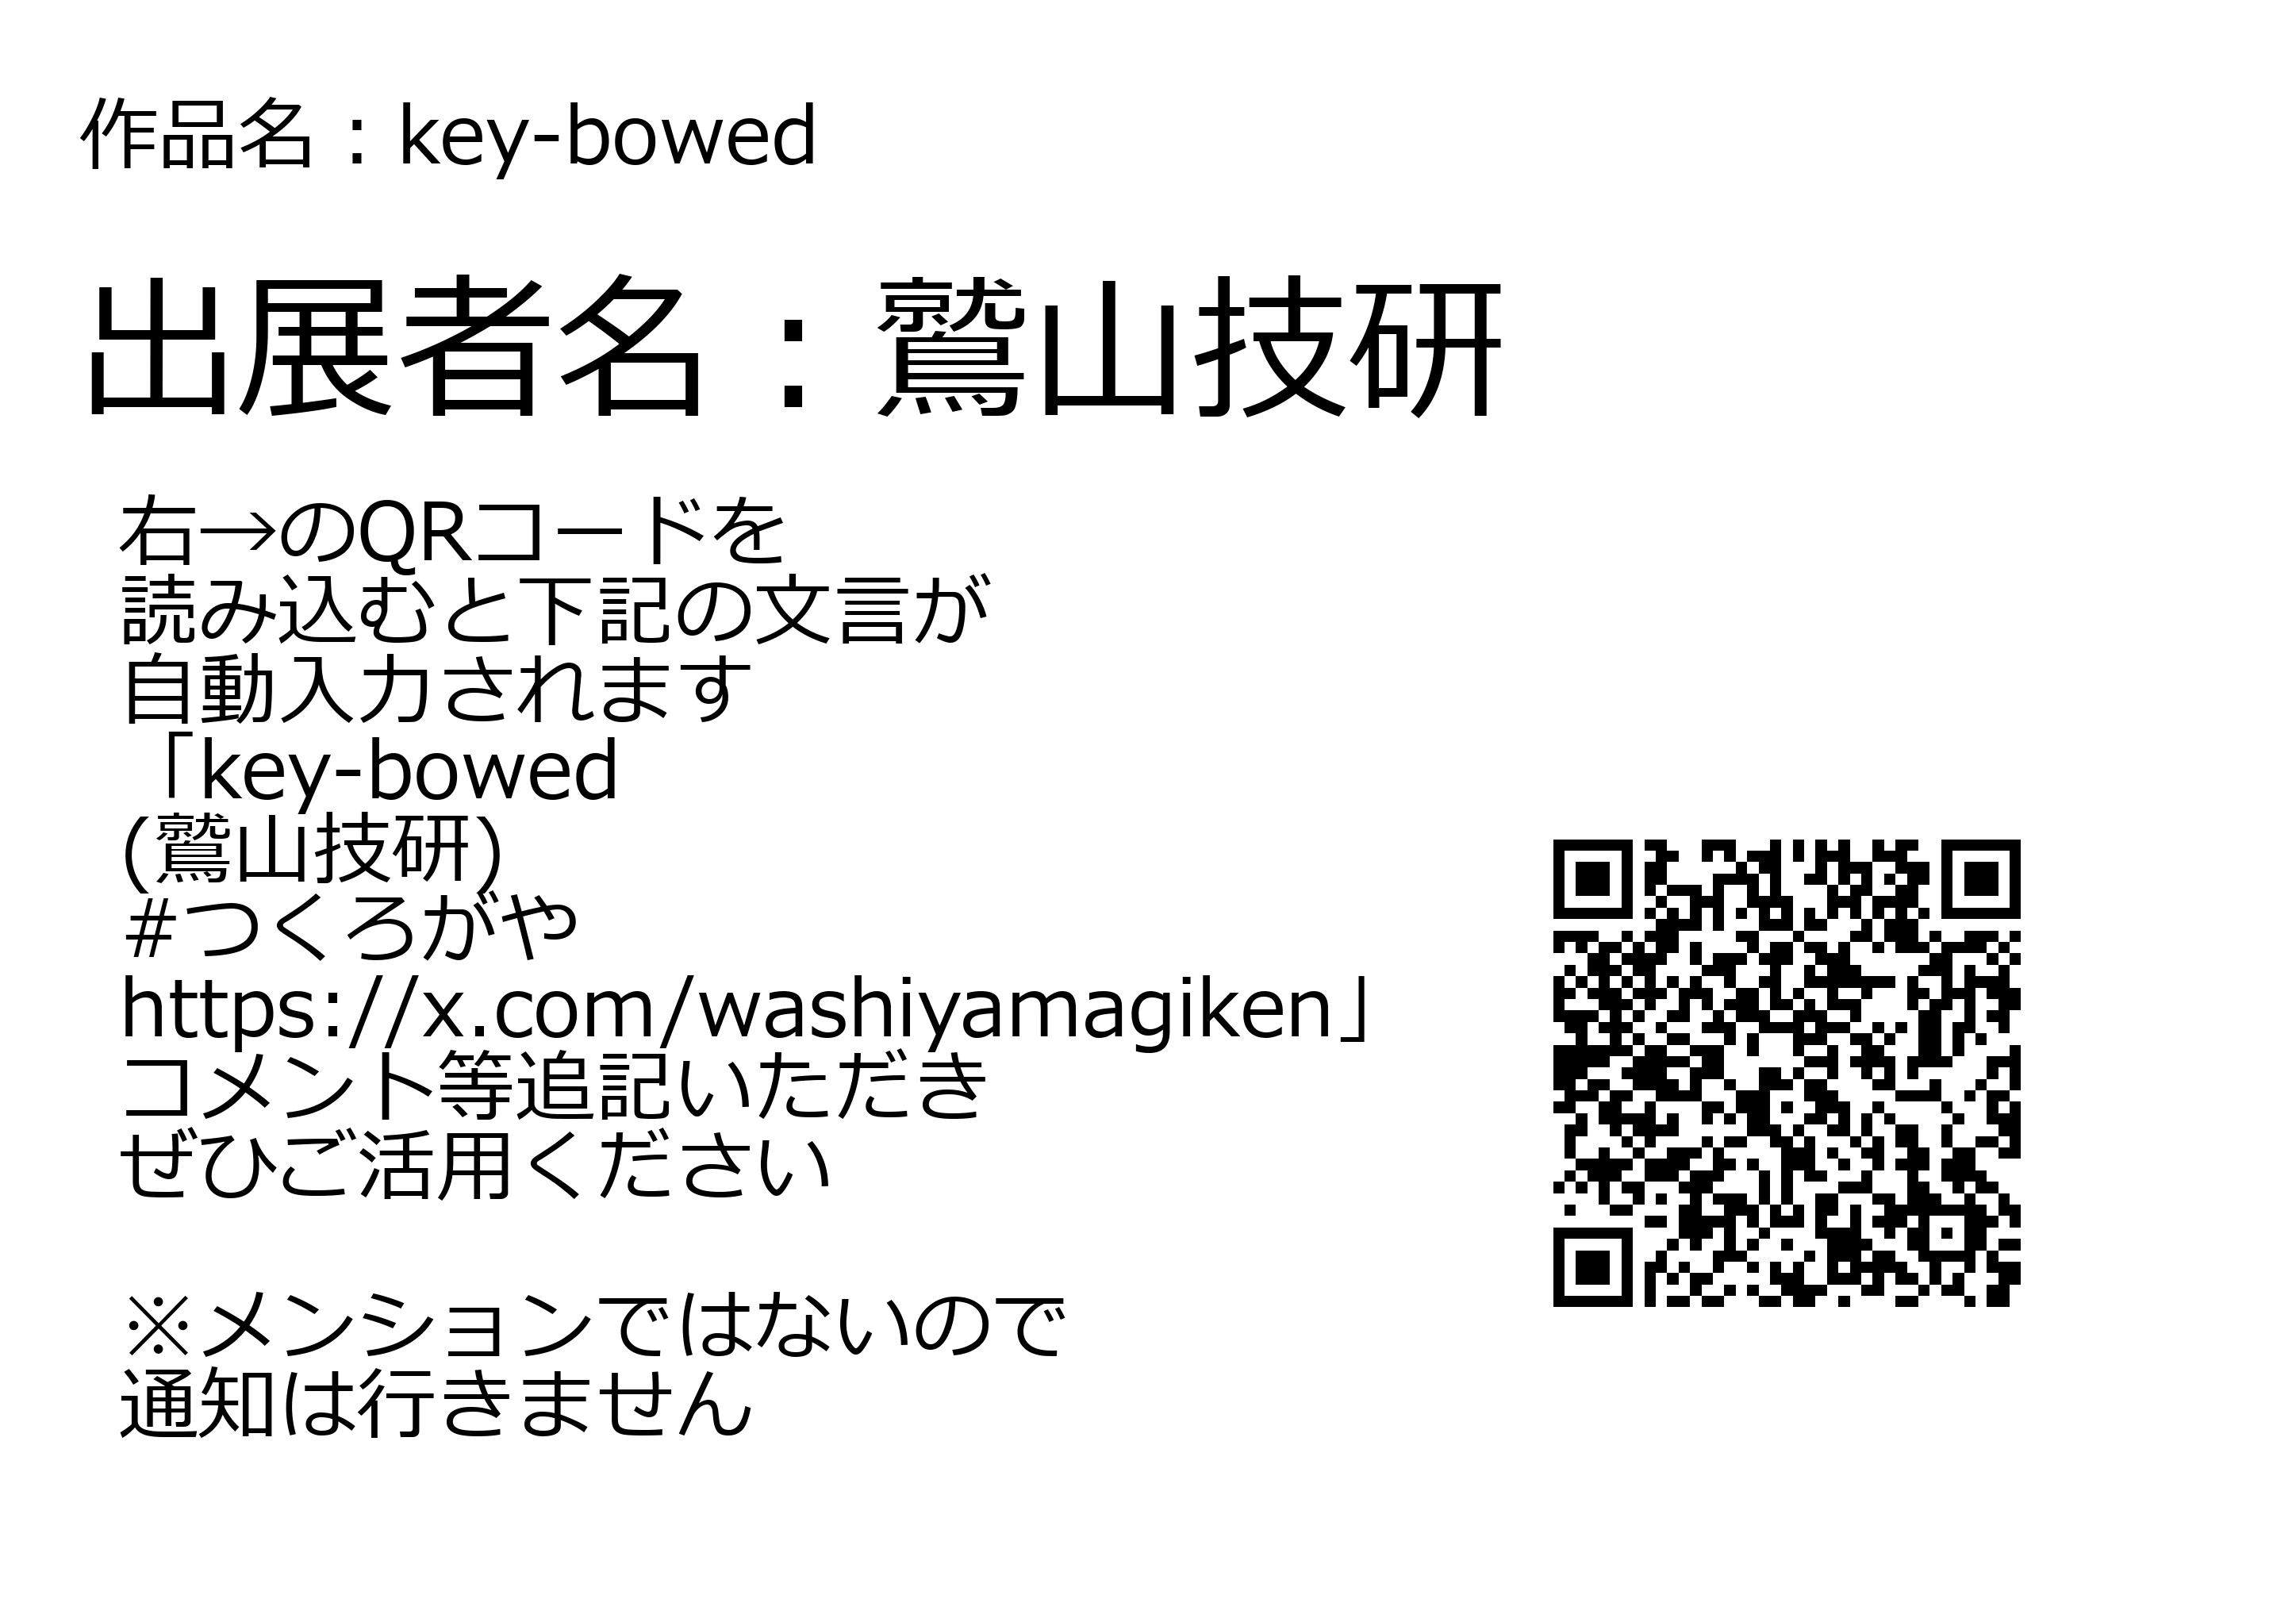 作品名：key-bowed
出展者名：鷲山技研
右→のQRコードを
読み込むと下記の文言が
自動入力されます
「key-bowed
(鷲山技研)
#つくろがや
https://x.com/washiyamagiken」
コメント等追記いただき
ぜひご活用ください
※メンションではないので
通知は行きません